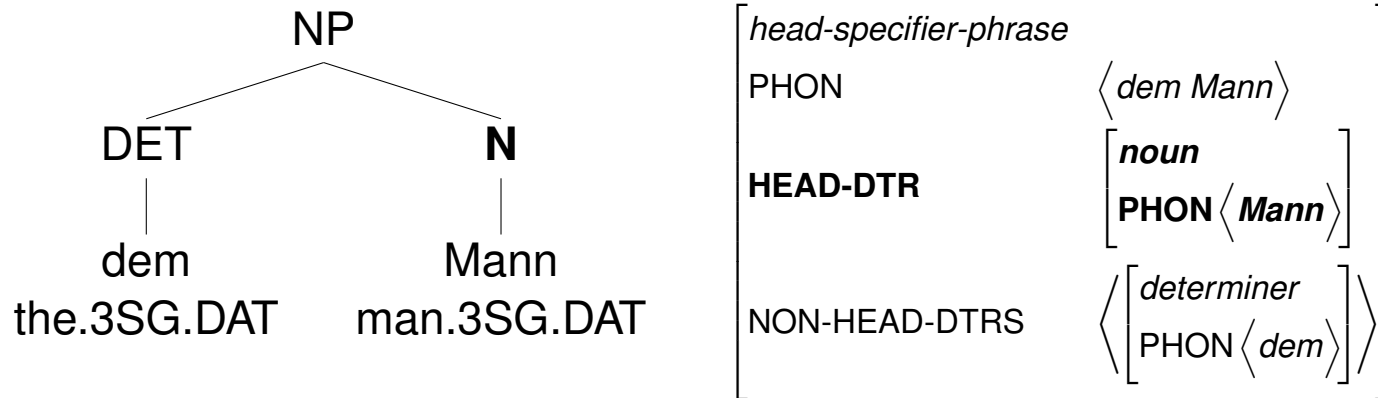 NP
DET N
dem Mann
the.3SG.DAT man.3SG.DAT
head-specifier-phrase
PHON ⟨dem Mann⟩
HEAD-DTR [noun
PHON ⟨Mann⟩]
NON-HEAD-DTRS ⟨[determiner
PHON ⟨dem⟩]⟩